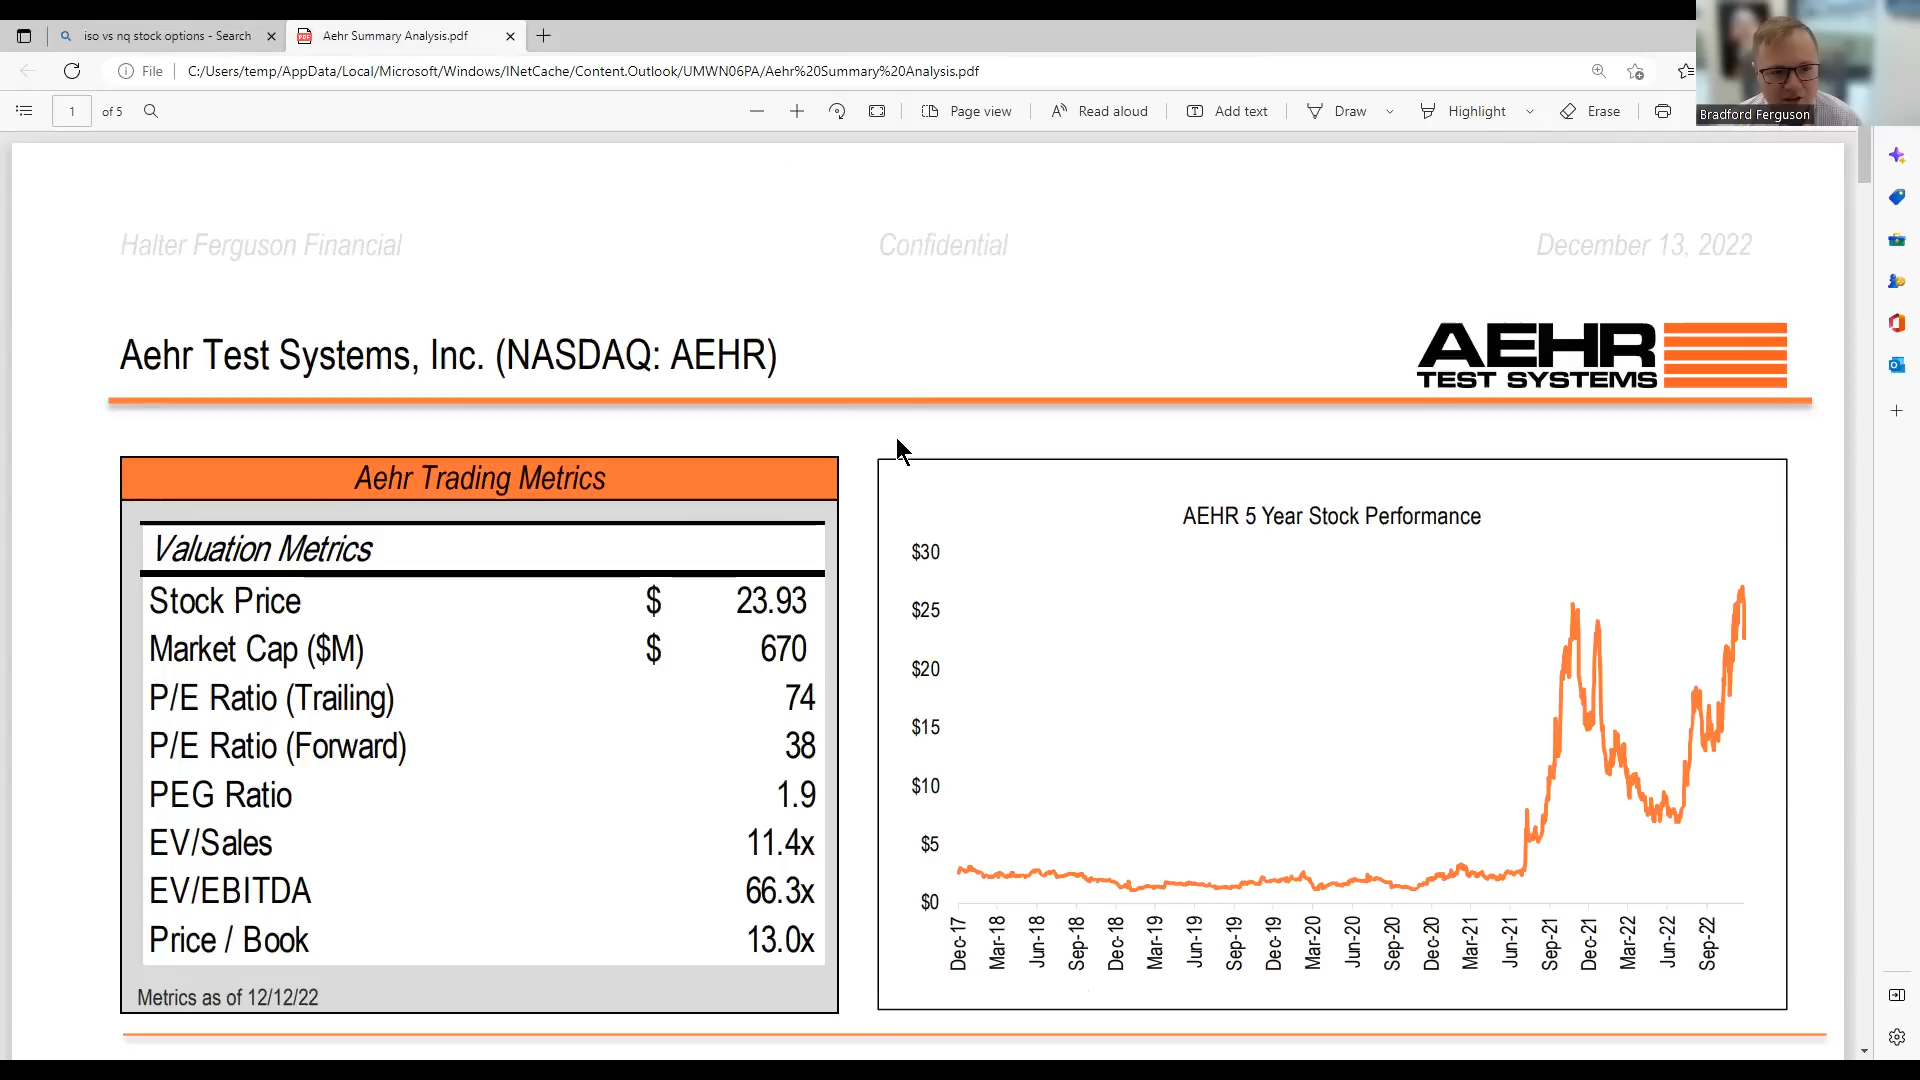 iso vs nq stock options - Search
Aehr Summary Analysis.pdf
File
C:/Users/temp/AppData/Local/Microsoft/Windows/INetCache/Content.Outlook/UMWN06PA/Aehr%20Summary%20Analysis.pdf
1 of 5
Page view
Read aloud
Add text
Draw
Highlight
Erase
Bradford Ferguson
Halter Ferguson Financial
Confidential
December 13, 2022
Aehr Test Systems, Inc. (NASDAQ: AEHR)
AEHR
TEST SYSTEMS
Aehr Trading Metrics
Valuation Metrics
Stock Price $ 23.93
Market Cap ($M) $ 670
P/E Ratio (Trailing) 74
P/E Ratio (Forward) 38
PEG Ratio 1.9
EV/Sales 11.4x
EV/EBITDA 66.3x
Price / Book 13.0x
Metrics as of 12/12/22
AEHR 5 Year Stock Performance
$30
$25
$20
$15
$10
$5
$0
Dec-17
Mar-18
Jun-18
Sep-18
Dec-18
Mar-19
Jun-19
Sep-19
Dec-19
Mar-20
Jun-20
Sep-20
Dec-20
Mar-21
Jun-21
Sep-21
Dec-21
Mar-22
Jun-22
Sep-22